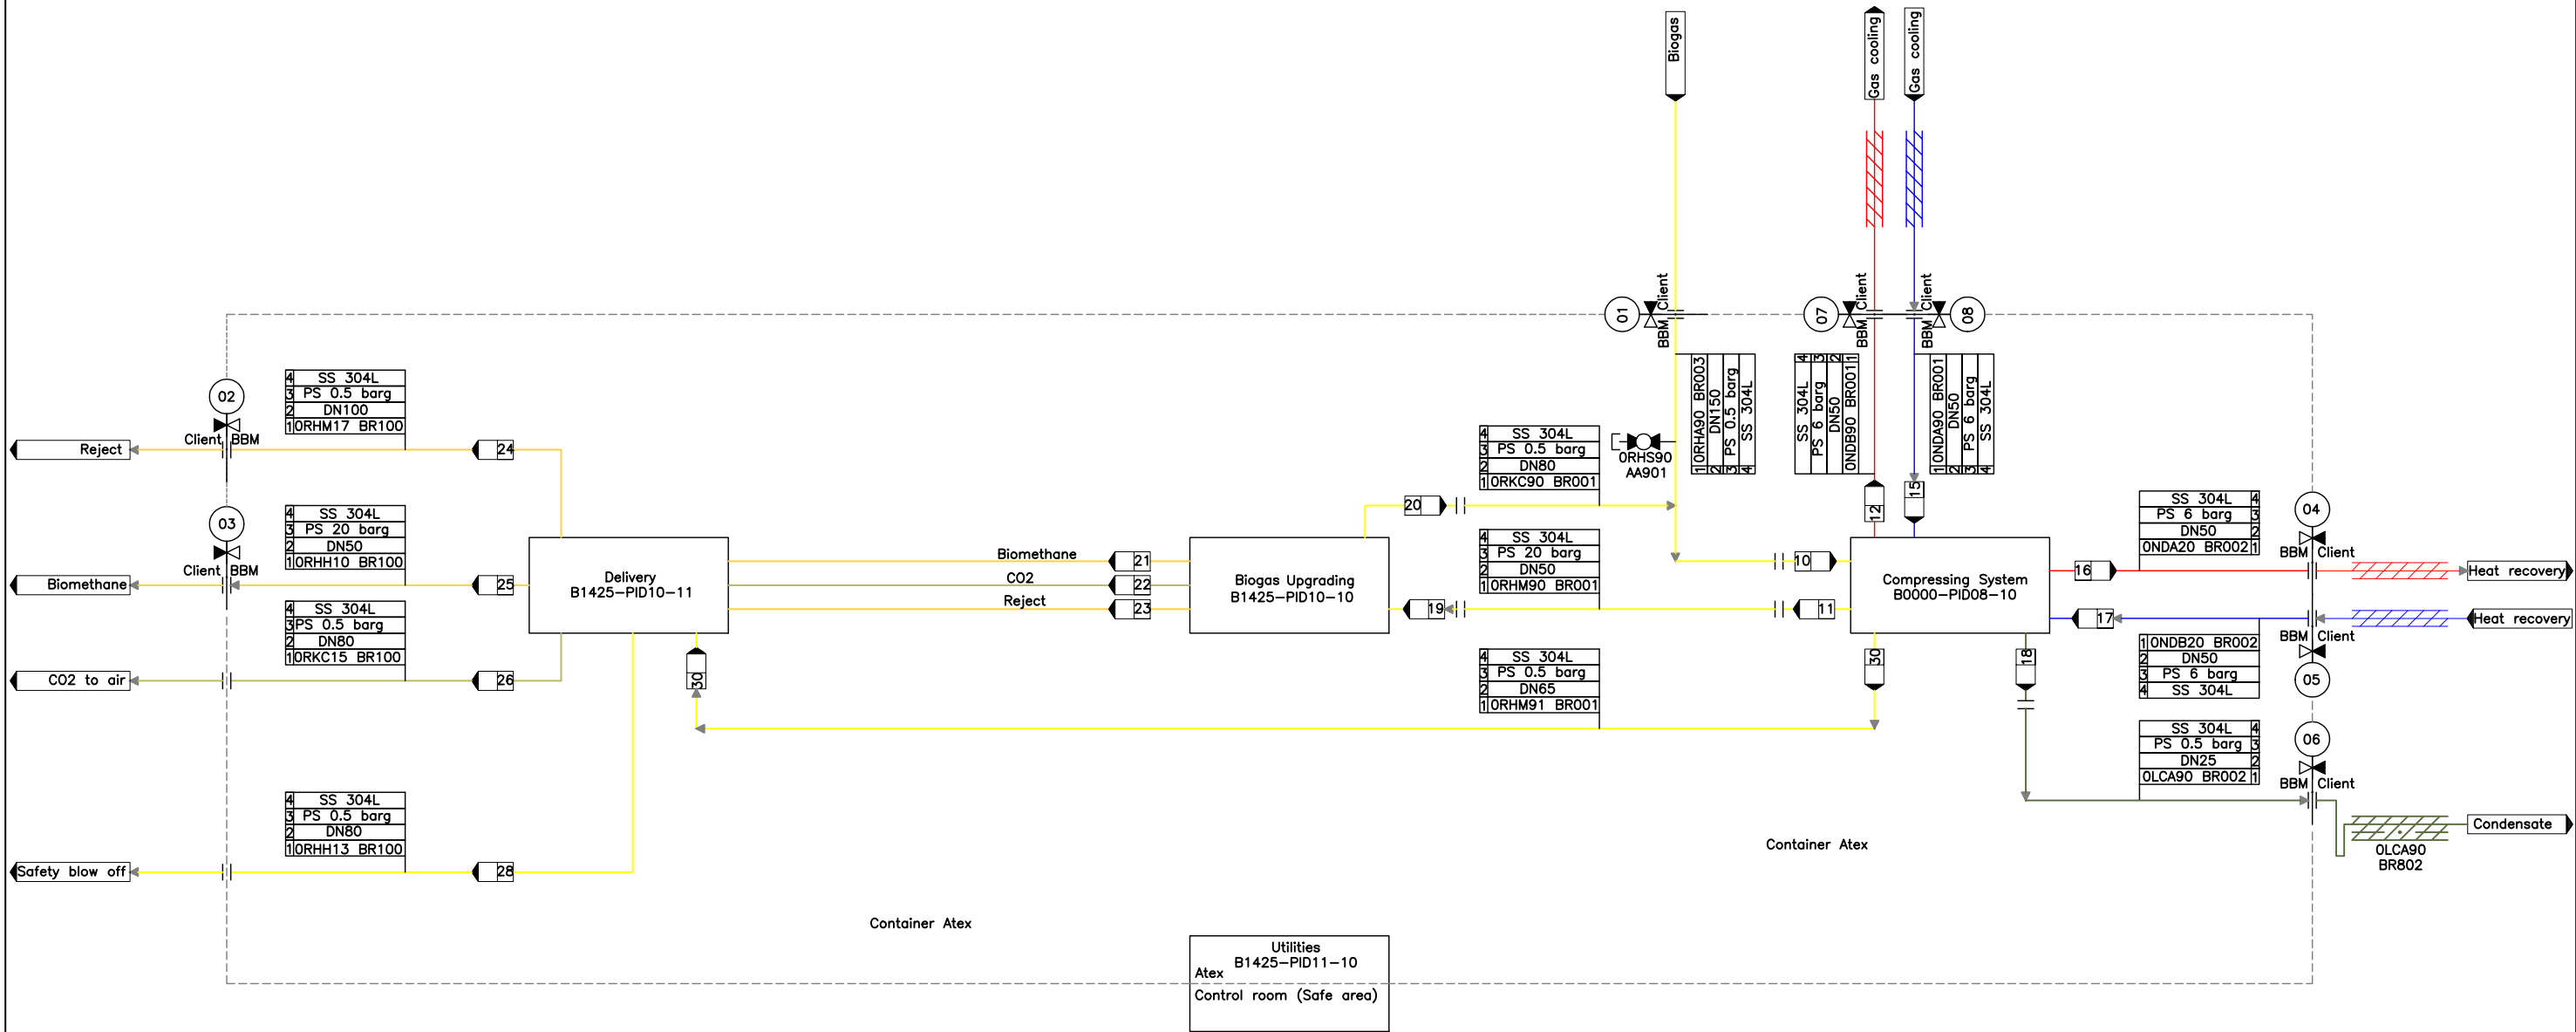 Biogas
Gas cooling
Gas cooling
01
BBM Client
07
BBM Client
BBM Client
08
1 0RHA90 BR003
2 DN150
3 PS 0.5 barg
4 SS 304L
4 SS 304L
3 PS 6 barg
2 DN50
0NDB90 BR001 1
1 0NDA90 BR001
2 DN50
3 PS 6 barg
4 SS 304L
02
Client BBM
4 SS 304L
3 PS 0.5 barg
2 DN100
1 0RHM17 BR100
Reject
24
0RHS90
AA901
4 SS 304L
3 PS 0.5 barg
2 DN80
1 0RKC90 BR001
20
12
15
03
Client BBM
4 SS 304L
3 PS 20 barg
2 DN50
1 0RHH10 BR100
Biomethane
25
Delivery
B1425-PID10-11
Biomethane
21
CO2
22
Reject
23
Biogas Upgrading
B1425-PID10-10
4 SS 304L
3 PS 20 barg
2 DN50
1 0RHM90 BR001
19
10
11
Compressing System
B0000-PID08-10
16
SS 304L 4
PS 6 barg 3
DN50 2
0NDA20 BR002 1
04
BBM Client
Heat recovery
17
1 0NDB20 BR002
2 DN50
3 PS 6 barg
4 SS 304L
BBM Client
05
Heat recovery
4 SS 304L
3 PS 0.5 barg
2 DN80
1 0RKC15 BR100
CO2 to air
26
30
4 SS 304L
3 PS 0.5 barg
2 DN65
1 0RHM91 BR001
30
18
SS 304L 4
PS 0.5 barg 3
DN25 2
0LCA90 BR002 1
06
BBM Client
Condensate
0LCA90
BR802
4 SS 304L
3 PS 0.5 barg
2 DN80
1 0RHH13 BR100
Safety blow off
28
Container Atex
Container Atex
Utilities
B1425-PID11-10
Atex
Control room (Safe area)